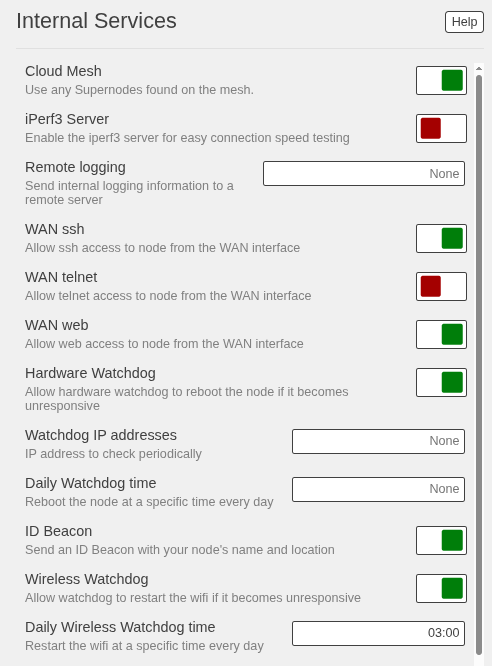 Internal Services
Help
Cloud Mesh
Use any Supernodes found on the mesh.
iPerf3 Server
Enable the iperf3 server for easy connection speed testing
Remote logging
None
Send internal logging information to a
remote server
WAN ssh
Allow ssh access to node from the WAN interface
WAN telnet
Allow telnet access to node from the WAN interface
WAN web
Allow web access to node from the WAN interface
Hardware Watchdog
Allow hardware watchdog to reboot the node if it becomes
unresponsive
Watchdog IP addresses
None
IP address to check periodically
Daily Watchdog time
None
Reboot the node at a specific time every day
ID Beacon
Send an ID Beacon with your node's name and location
Wireless Watchdog
Allow watchdog to restart the wifi if it becomes unresponsive
Daily Wireless Watchdog time
03:00
Restart the wifi at a specific time every day